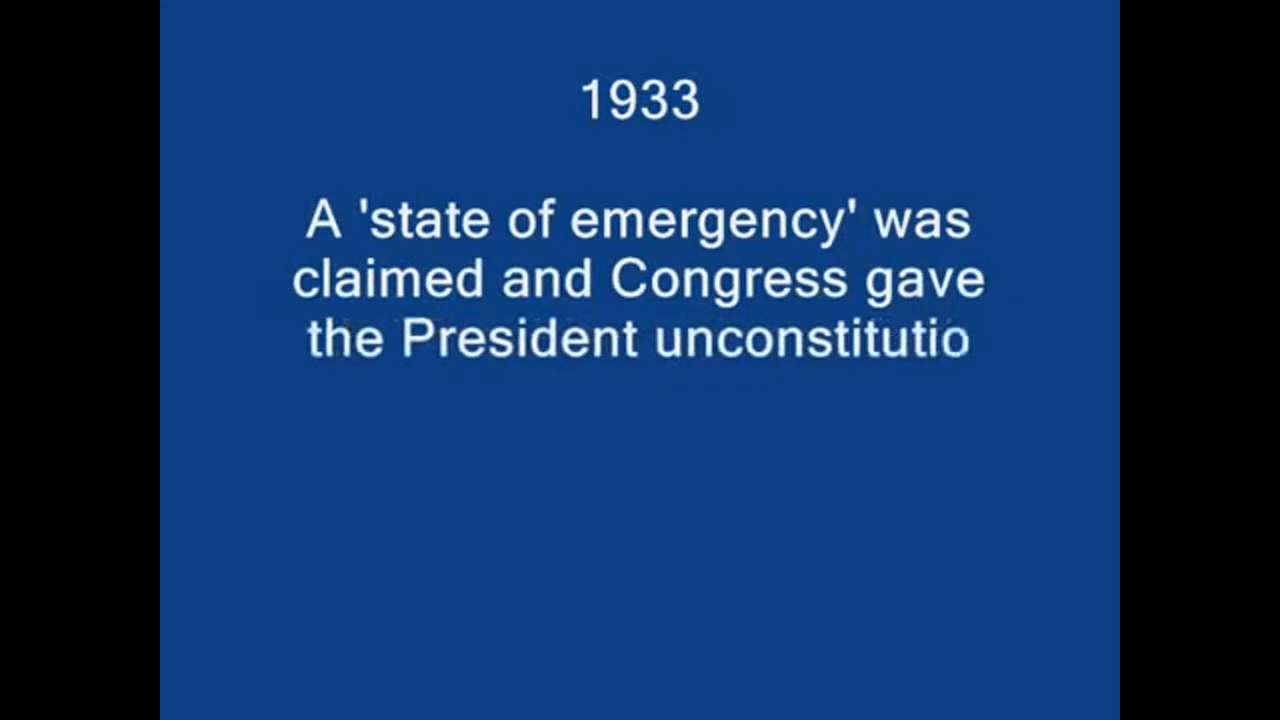 1933
A 'state of emergency' was
claimed and Congress gave
the President unconstitutio